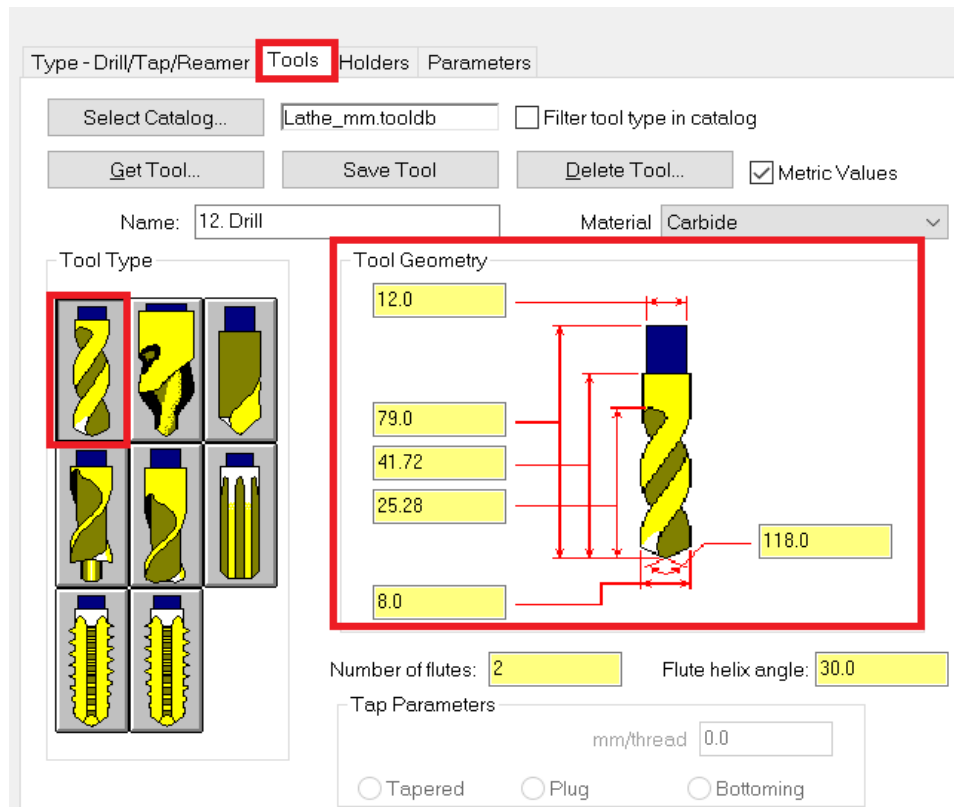 Type - Drill/Tap/Reamer Tools Holders Parameters
Select Catalog... Lathe_mm.tooldb Filter tool type in catalog
Get Tool... Save Tool Delete Tool... Metric Values
Name: 12. Drill Material Carbide
Tool Type Tool Geometry
12.0
79.0
41.72
25.28
118.0
8.0
Number of flutes: 2 Flute helix angle: 30.0
Tap Parameters
mm/thread 0.0
Tapered Plug Bottoming